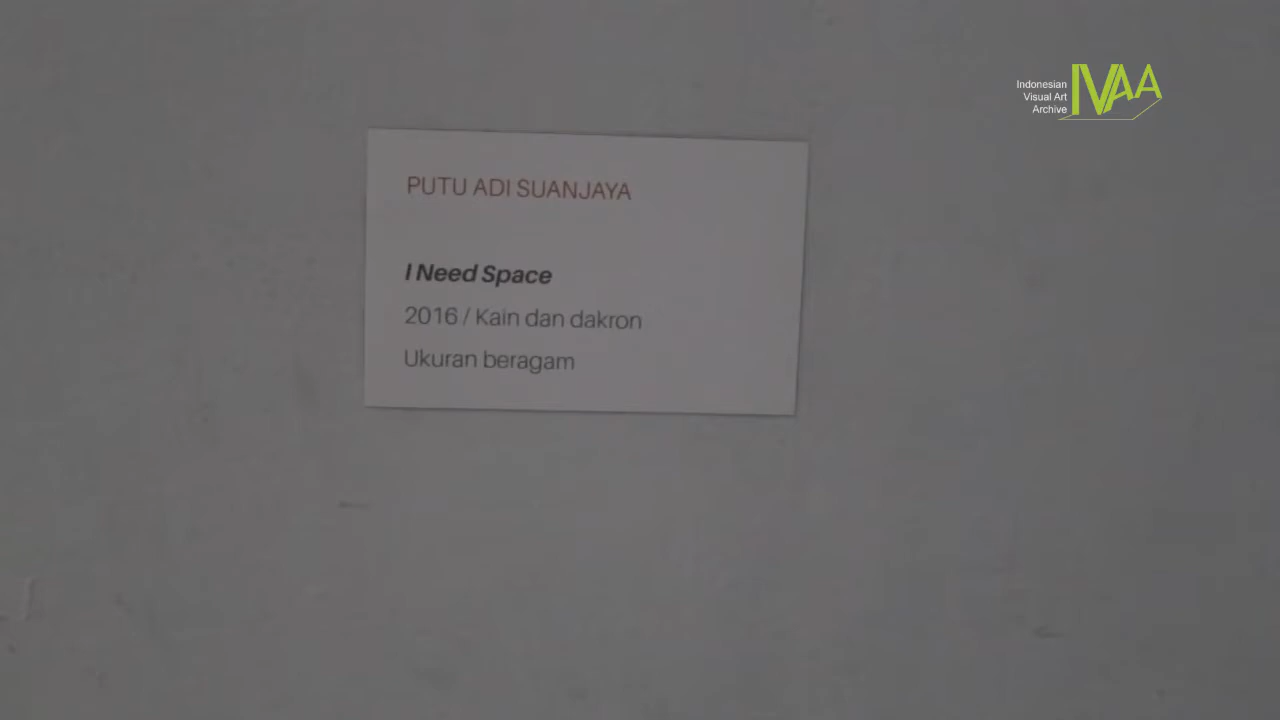 Indonesian
Visual Art
Archive
IVAA
PUTU ADI SUANJAYA
I Need Space
2016 / Kain dan dakron
Ukuran beragam